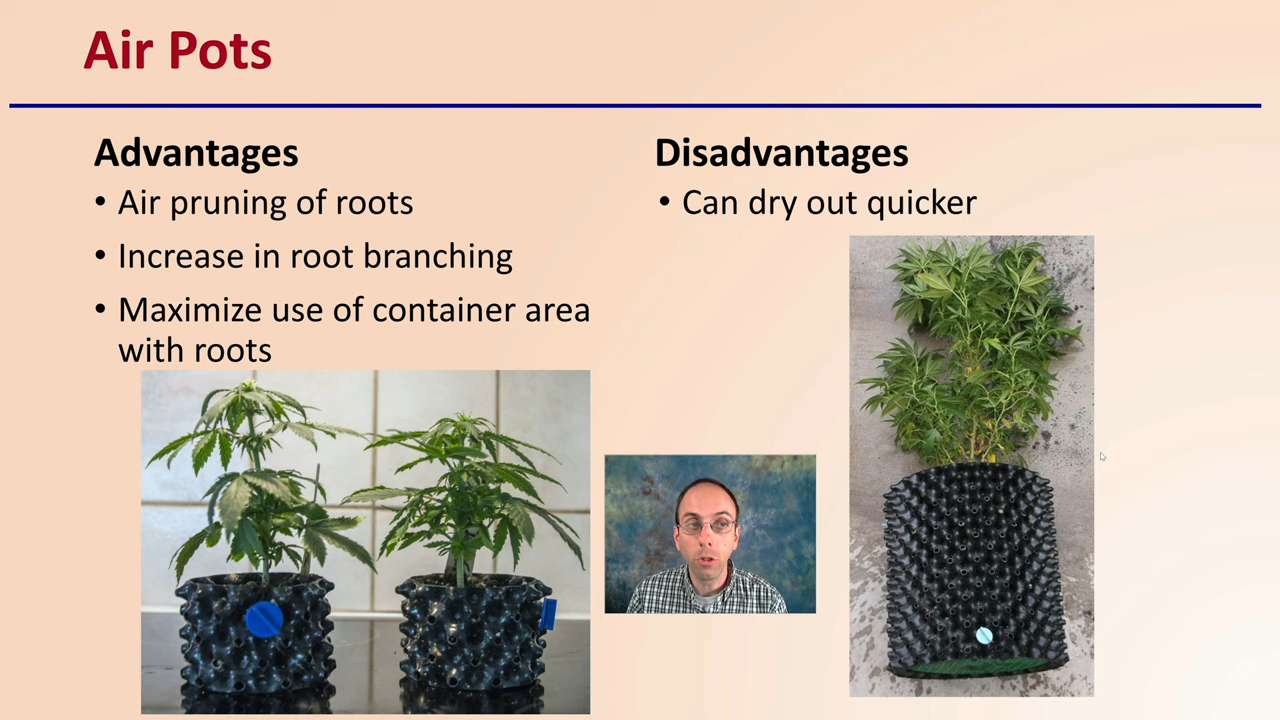 Air Pots
Advantages
• Air pruning of roots
• Increase in root branching
• Maximize use of container area
with roots
Disadvantages
• Can dry out quicker